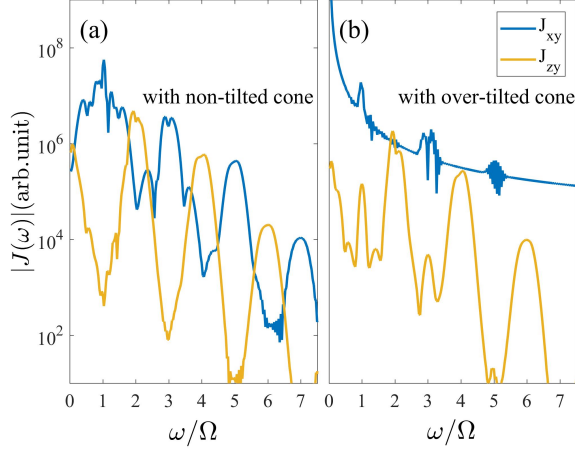 (a)
(b)
J_xy
J_zy
with non-tilted cone
with over-tilted cone
|J(ω)|(arb.unit)
10^8
10^6
10^4
10^2
0 1 2 3 4 5 6 7
0 1 2 3 4 5 6 7
ω/Ω
ω/Ω